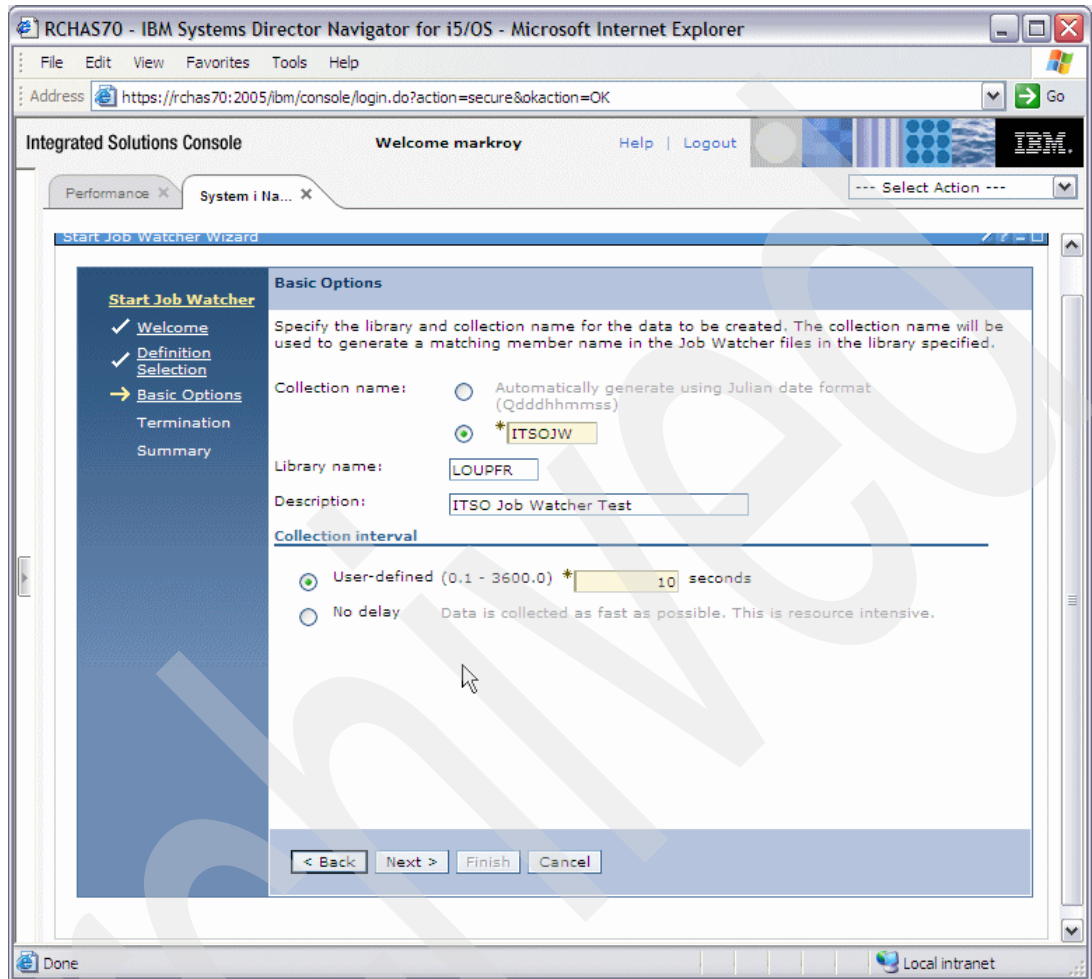 RCHAS70 - IBM Systems Director Navigator for i5/OS - Microsoft Internet Explorer
File Edit View Favorites Tools Help
Address https://rchas70:2005/ibm/console/login.do?action=secure&okaction=OK Go
Integrated Solutions Console Welcome markroy Help | Logout IBM.
Performance System i Na... --- Select Action ---
Start Job Watcher Wizard
Start Job Watcher
Welcome
Definition
Selection
Basic Options
Termination
Summary
Basic Options
Specify the library and collection name for the data to be created. The collection name will be
used to generate a matching member name in the Job Watcher files in the library specified.
Collection name: Automatically generate using Julian date format
(Qdddhhmmss)
*ITSOJW
Library name: LOUPFR
Description: ITSO Job Watcher Test
Collection interval
User-defined (0.1 - 3600.0) * 10 seconds
No delay Data is collected as fast as possible. This is resource intensive.
< Back Next > Finish Cancel
Done Local intranet